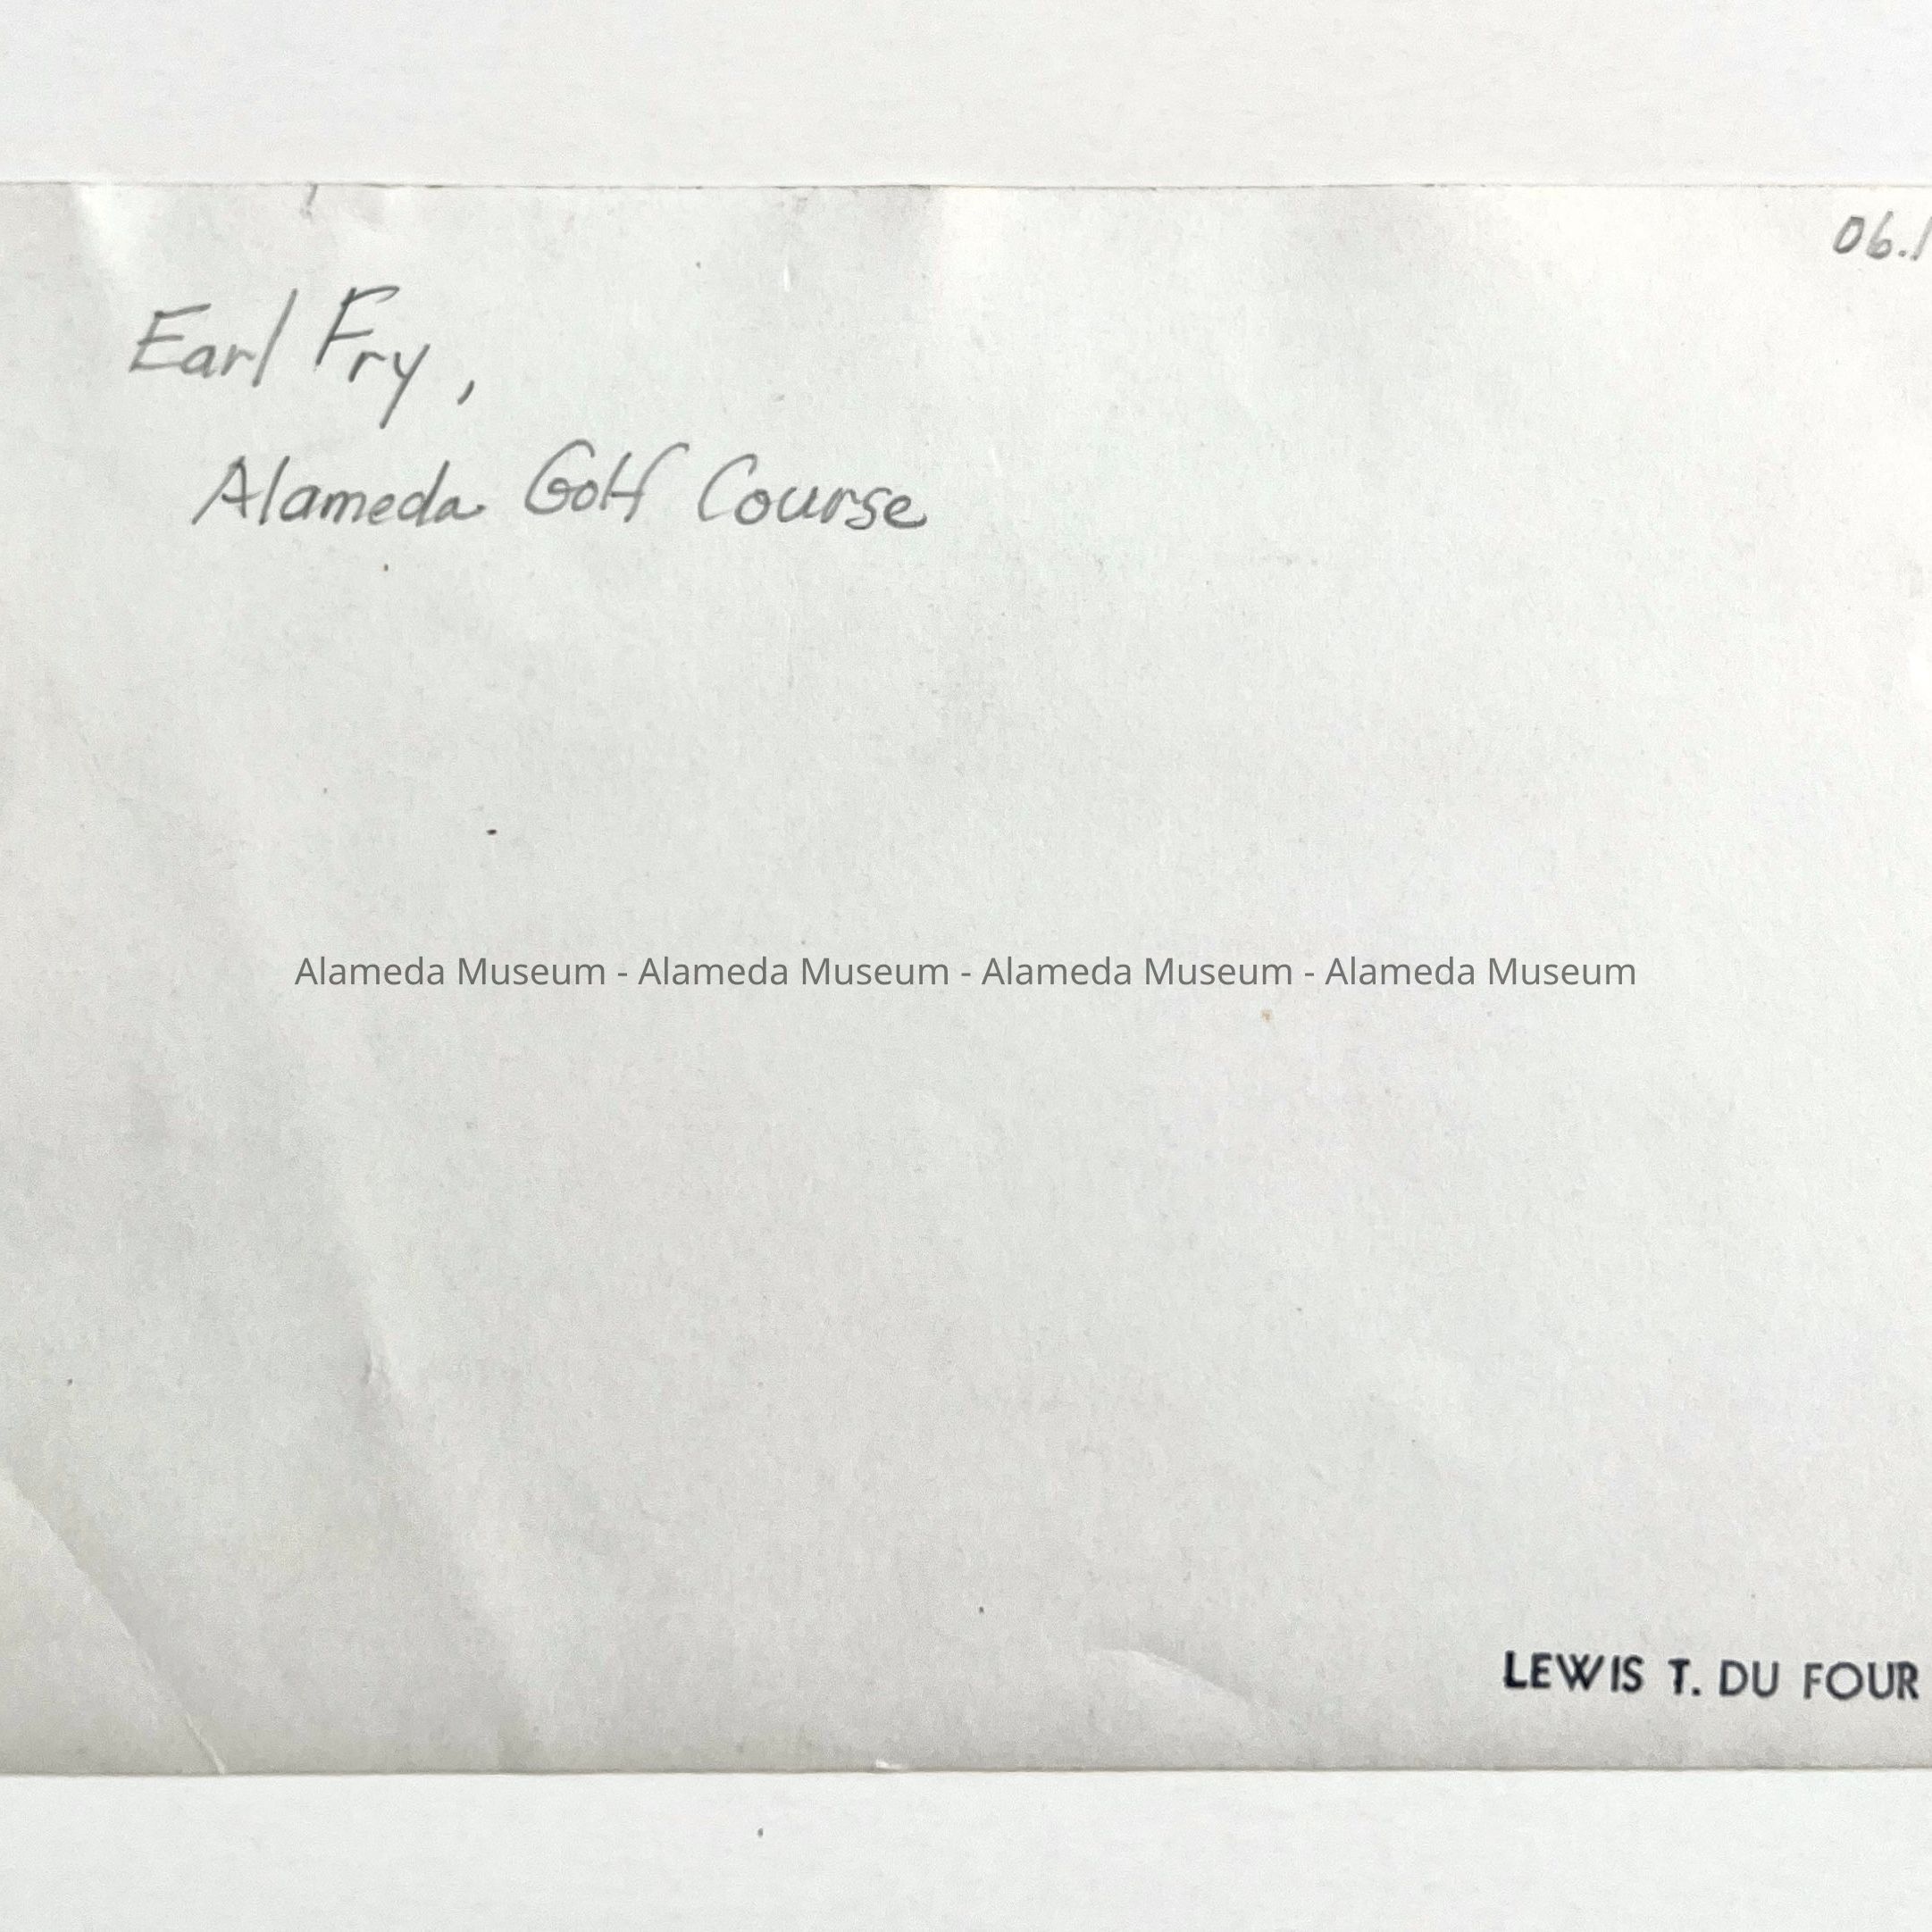 06.1
Earl Fry,
Alameda Golf Course
Alameda Museum - Alameda Museum - Alameda Museum - Alameda Museum
LEWIS T. DU FOUR